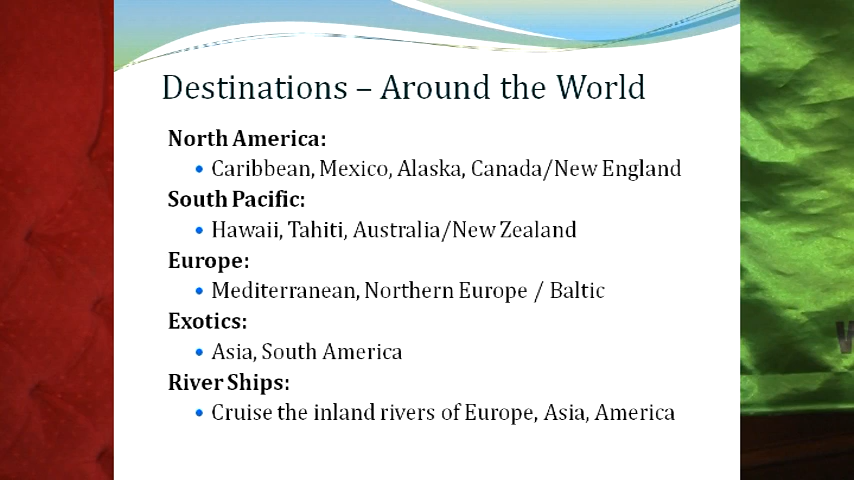 Destinations – Around the World
North America:
• Caribbean, Mexico, Alaska, Canada/New England
South Pacific:
• Hawaii, Tahiti, Australia/New Zealand
Europe:
• Mediterranean, Northern Europe / Baltic
Exotics:
• Asia, South America
River Ships:
• Cruise the inland rivers of Europe, Asia, America